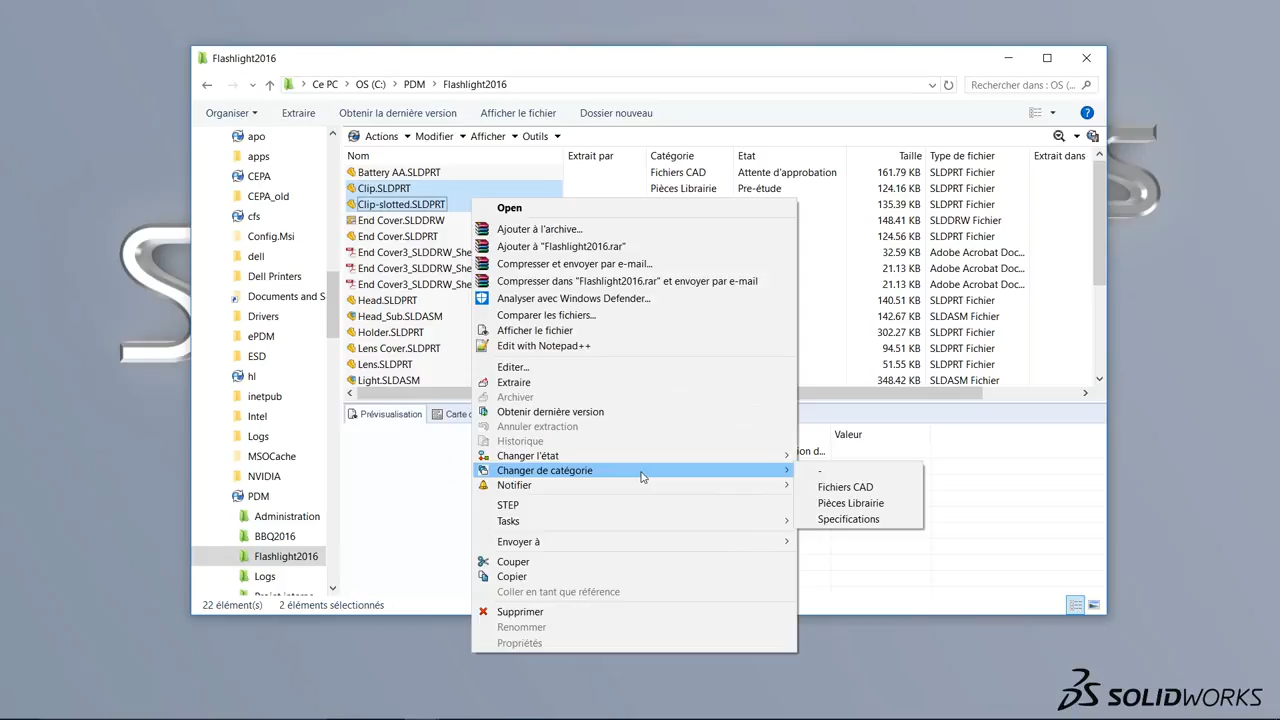 Flashlight2016
Ce PC > OS (C:) > PDM > Flashlight2016
Rechercher dans : OS (...
Organiser
Extraire
Obtenir la dernière version
Afficher le fichier
Dossier nouveau
apo
apps
CEPA
CEPA_old
cfs
Config.Msi
dell
Dell Printers
Documents and S
Drivers
ePDM
ESD
hl
inetpub
Intel
Logs
MSOCache
NVIDIA
PDM
Administration
BBQ2016
Flashlight2016
Logs
Actions Modifier Afficher Outils
Nom Extrait par Catégorie Etat Taille Type de fichier Extrait dans
Battery AA.SLDPRT Fichiers CAD Attente d'approbation 161.79 KB SLDPRT Fichier
Clip.SLDPRT Pièces Librairie Pre-étude 124.16 KB SLDPRT Fichier
Clip-slotted.SLDPRT 135.39 KB SLDPRT Fichier
End Cover.SLDDRW 148.41 KB SLDDRW Fichier
End Cover.SLDPRT 124.56 KB SLDPRT Fichier
End Cover3_SLDDRW_She 32.59 KB Adobe Acrobat Doc...
End Cover3_SLDDRW_She 21.13 KB Adobe Acrobat Doc...
End Cover3_SLDDRW_She 21.13 KB Adobe Acrobat Doc...
Head.SLDPRT 140.51 KB SLDPRT Fichier
Head_Sub.SLDASM 142.67 KB SLDASM Fichier
Holder.SLDPRT 302.27 KB SLDPRT Fichier
Lens Cover.SLDPRT 94.51 KB SLDPRT Fichier
Lens.SLDPRT 51.55 KB SLDPRT Fichier
Light.SLDASM 348.42 KB SLDASM Fichier
Prévisualisation
Carte d
Valeur
ion d...
Open
Ajouter à l'archive...
Ajouter à "Flashlight2016.rar"
Compresser et envoyer par e-mail...
Compresser dans "Flashlight2016.rar" et envoyer par e-mail
Analyser avec Windows Defender...
Comparer les fichiers...
Afficher le fichier
Edit with Notepad++
Editer...
Extraire
Archiver
Obtenir dernière version
Annuler extraction
Historique
Changer l'état
Changer de catégorie
Notifier
STEP
Tasks
Envoyer à
Couper
Copier
Coller en tant que référence
Supprimer
Renommer
Propriétés
-
Fichiers CAD
Pièces Librairie
Specifications
22 élément(s) 2 éléments sélectionnés
SOLIDWORKS